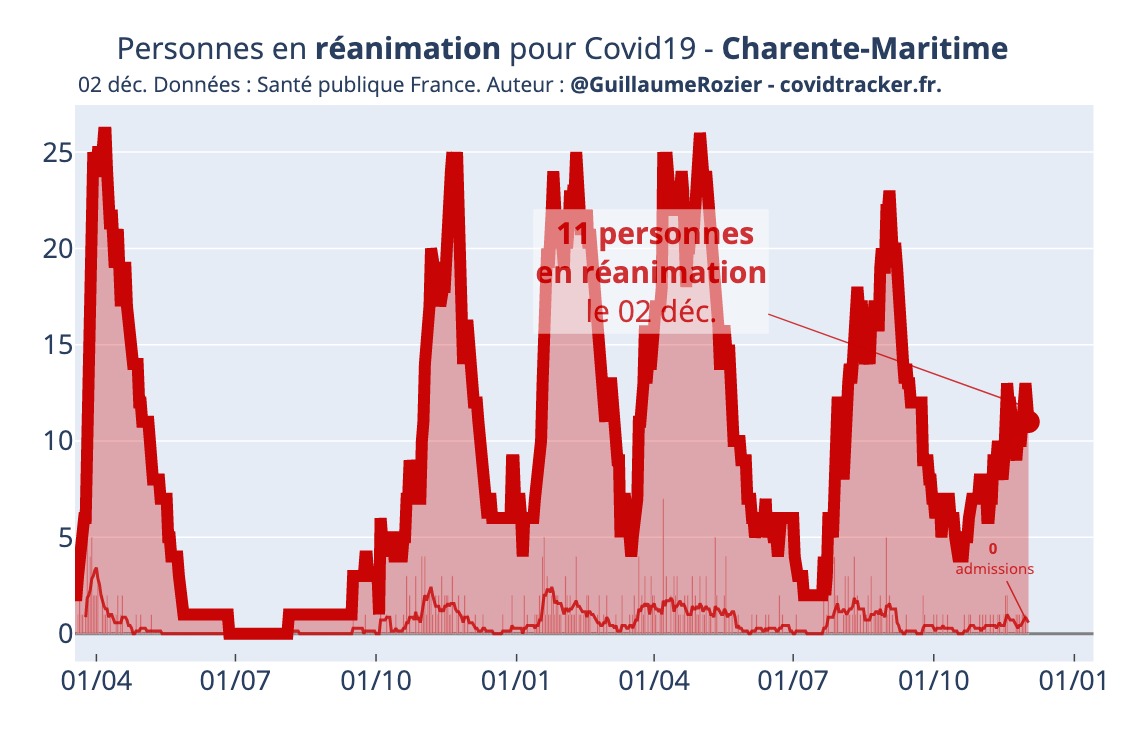 Personnes en réanimation pour Covid19 - Charente-Maritime
02 déc. Données : Santé publique France. Auteur : @GuillaumeRozier - covidtracker.fr.
25
20
15
10
5
0
11 personnes
en réanimation
le 02 déc.
0
admissions
01/04
01/07
01/10
01/01
01/04
01/07
01/10
01/01